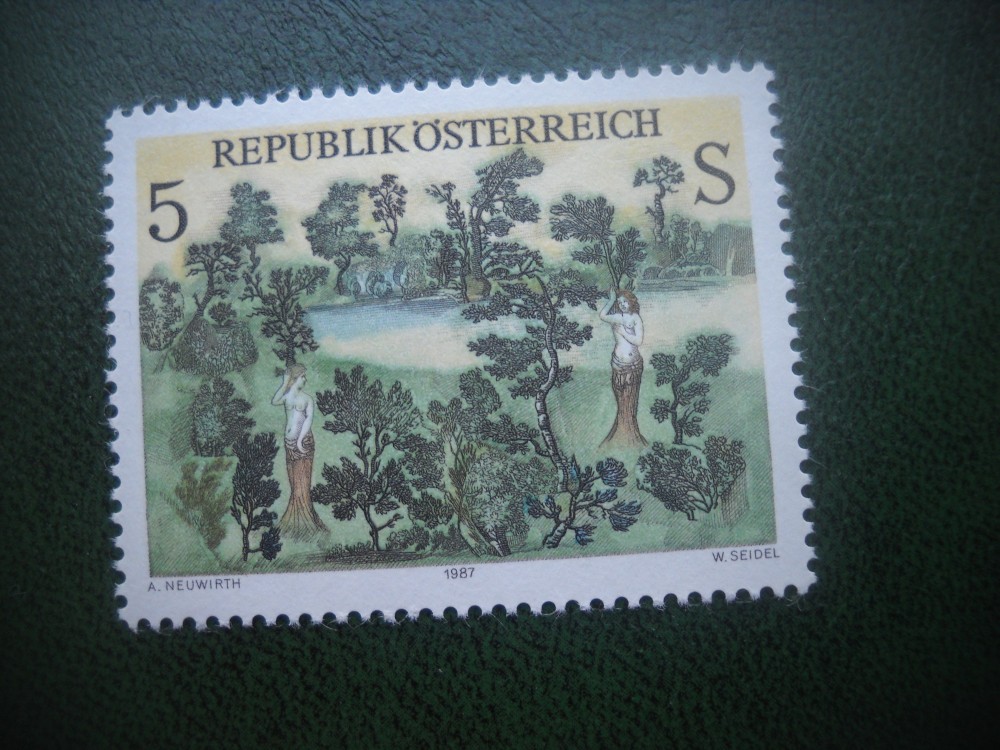 REPUBLIK ÖSTERREICH
5 S
A. NEUWIRTH 1987 W. SEIDEL